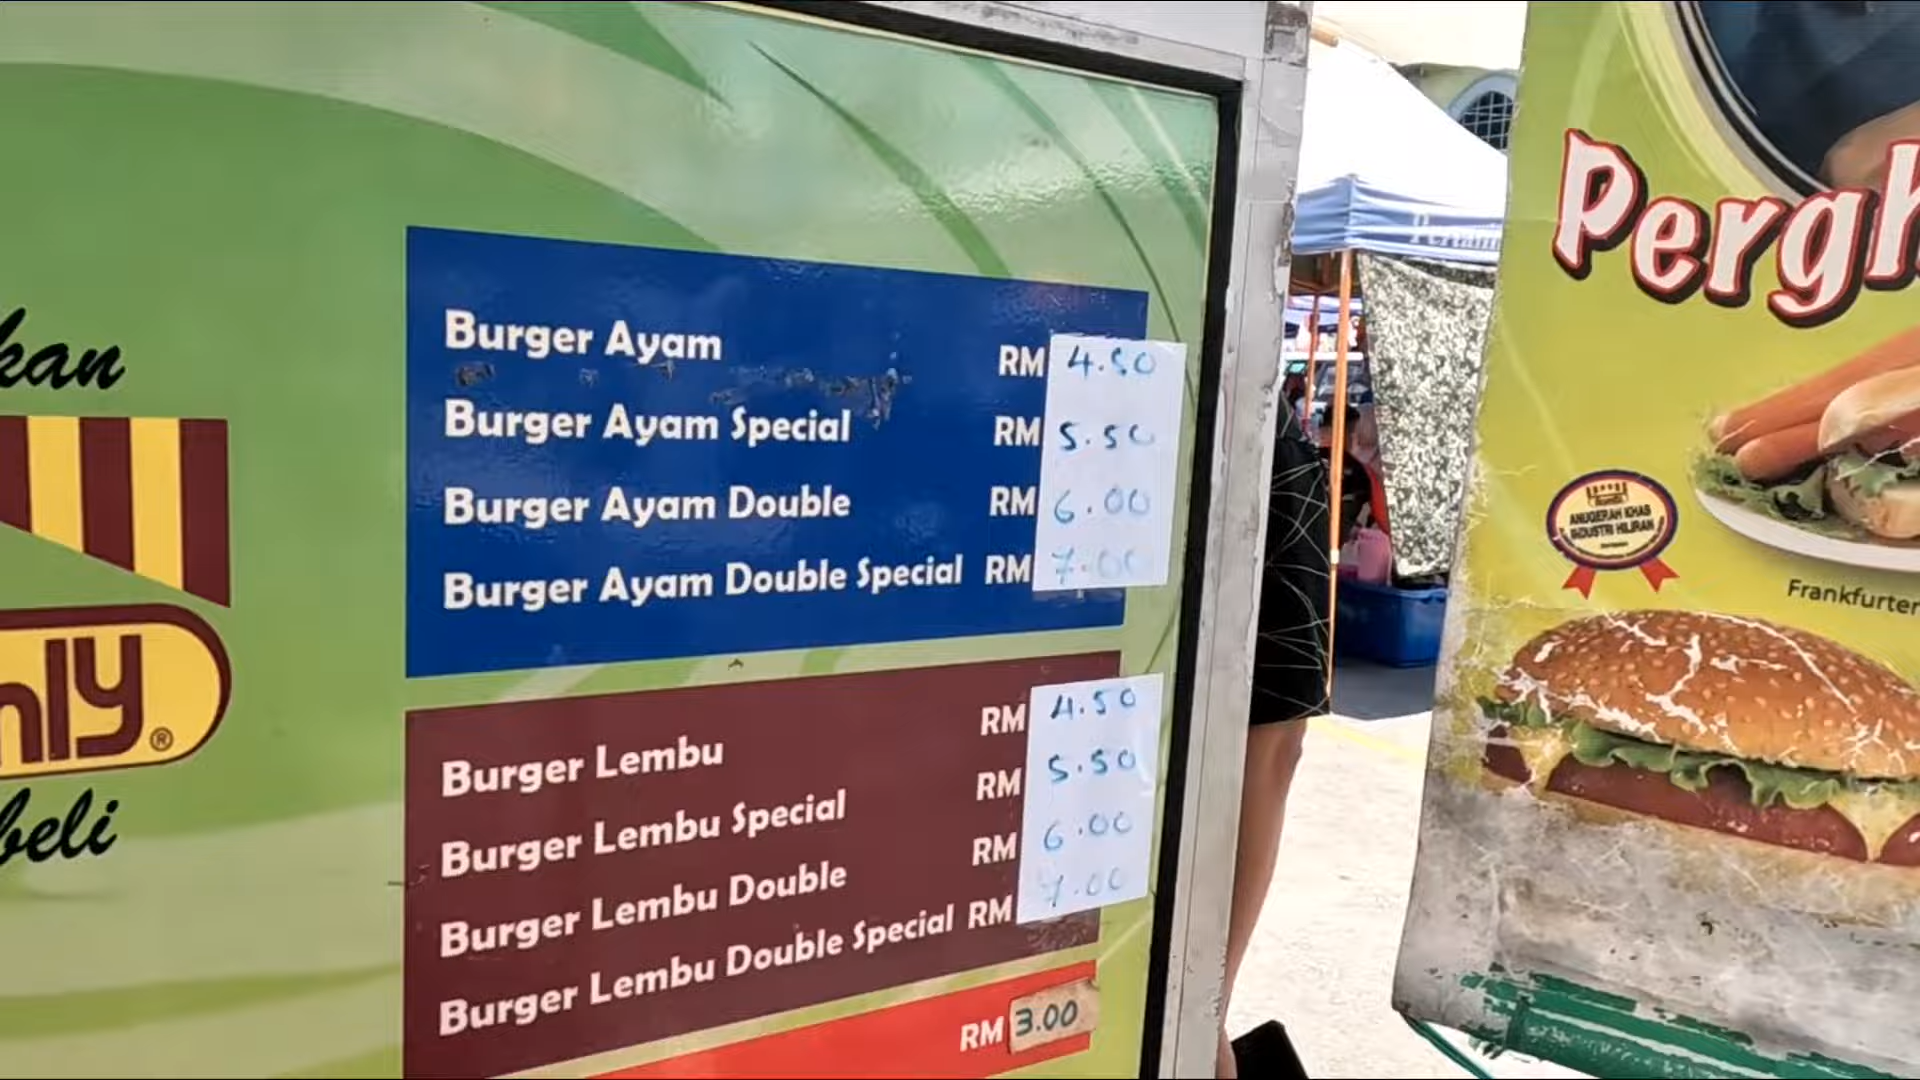 kan
nly®
beli
Burger Ayam RM 4.50
Burger Ayam Special RM 5.50
Burger Ayam Double RM 6.00
Burger Ayam Double Special RM 7.00
Burger Lembu RM 4.50
Burger Lembu Special RM 5.50
Burger Lembu Double RM 6.00
Burger Lembu Double Special RM 7.00
RM 3.00
Pergh
ANUGERAH KHAS
INDUSTRI HILIRAN
Frankfurter